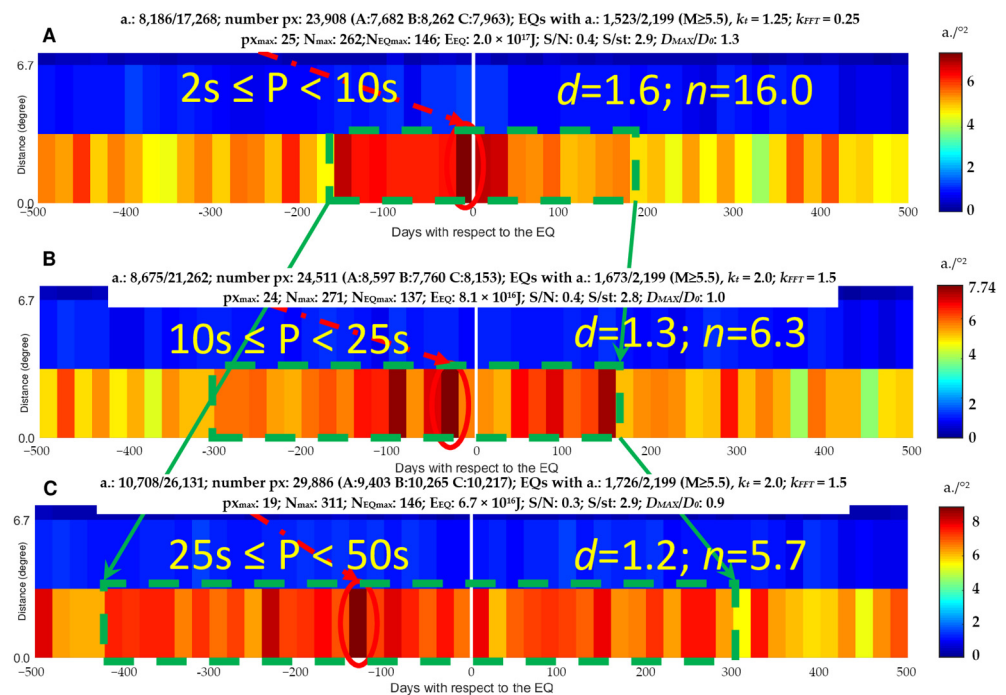 a.: 8,186/17,268; number px: 23,908 (A:7,682 B:8,262 C:7,963); EQs with a.: 1,523/2,199 (M≥5.5), kt = 1.25; kFFT = 0.25
A
pxmax: 25; Nmax: 262;NEQmax: 146; EEQ: 2.0 × 10¹⁷J; S/N: 0.4; S/st: 2.9; DMAX/D0: 1.3
a./°²
6.7
2s ≤ P < 10s
d=1.6; n=16.0
Distance (degree)
0.0
6
4
2
0
−500 −400 −300 −200 -100 0 100 200 300 400 500
Days with respect to the EQ
B
a.: 8,675/21,262; number px: 24,511 (A:8,597 B:7,760 C:8,153); EQs with a.: 1,673/2,199 (M≥5.5), kt = 2.0; kFFT = 1.5
pxmax: 24; Nmax: 271; NEQmax: 137; EEQ: 8.1 × 10¹⁶J; S/N: 0.4; S/st: 2.8; DMAX/D0: 1.0
a./°²
7.74
6.7
10s ≤ P < 25s
d=1.3; n=6.3
Distance (degree)
0.0
6
4
2
0
−500 −400 −300 −200 −100 0 100 200 300 400 500
Days with respect to the EQ
C
a.: 10,708/26,131; number px: 29,886 (A:9,403 B:10,265 C:10,217); EQs with a.: 1,726/2,199 (M≥5.5), kt = 2.0; kFFT = 1.5
pxmax: 19; Nmax: 311; NEQmax: 146; EEQ: 6.7 × 10¹⁶J; S/N: 0.3; S/st: 2.9; DMAX/D0: 0.9
a./°²
6.7
25s ≤ P < 50s
d=1.2; n=5.7
Distance (degree)
0.0
8
6
4
2
0
−500 −400 −300 −200 −100 0 100 200 300 400 500
Days with respect to the EQ